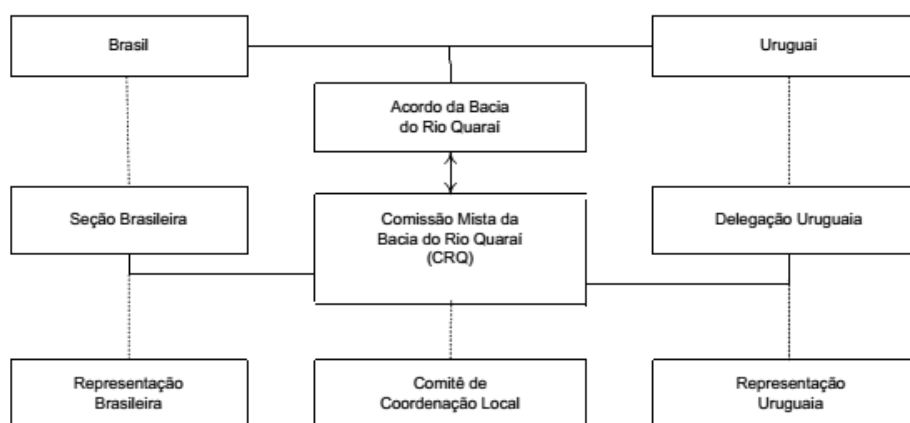 Brasil
Uruguai
Acordo da Bacia
do Rio Quaraí
Seção Brasileira
Comissão Mista da
Bacia do Rio Quaraí
(CRQ)
Delegação Uruguaia
Representação
Brasileira
Comitê de
Coordenação Local
Representação
Uruguaia